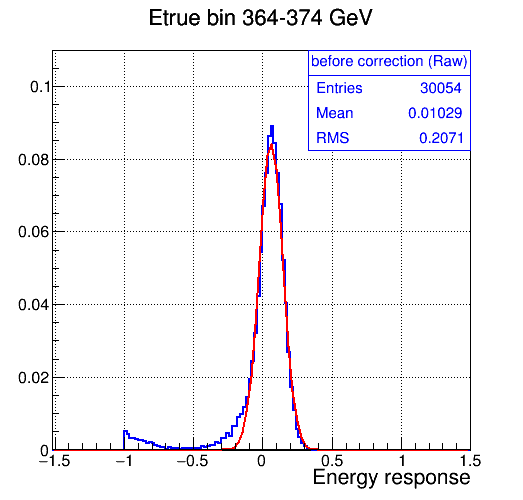 Etrue bin 364-374 GeV
before correction (Raw)
Entries 30054
Mean 0.01029
RMS 0.2071
0.1
0.08
0.06
0.04
0.02
0
−1.5 −1 −0.5 0 0.5 1 1.5
Energy response